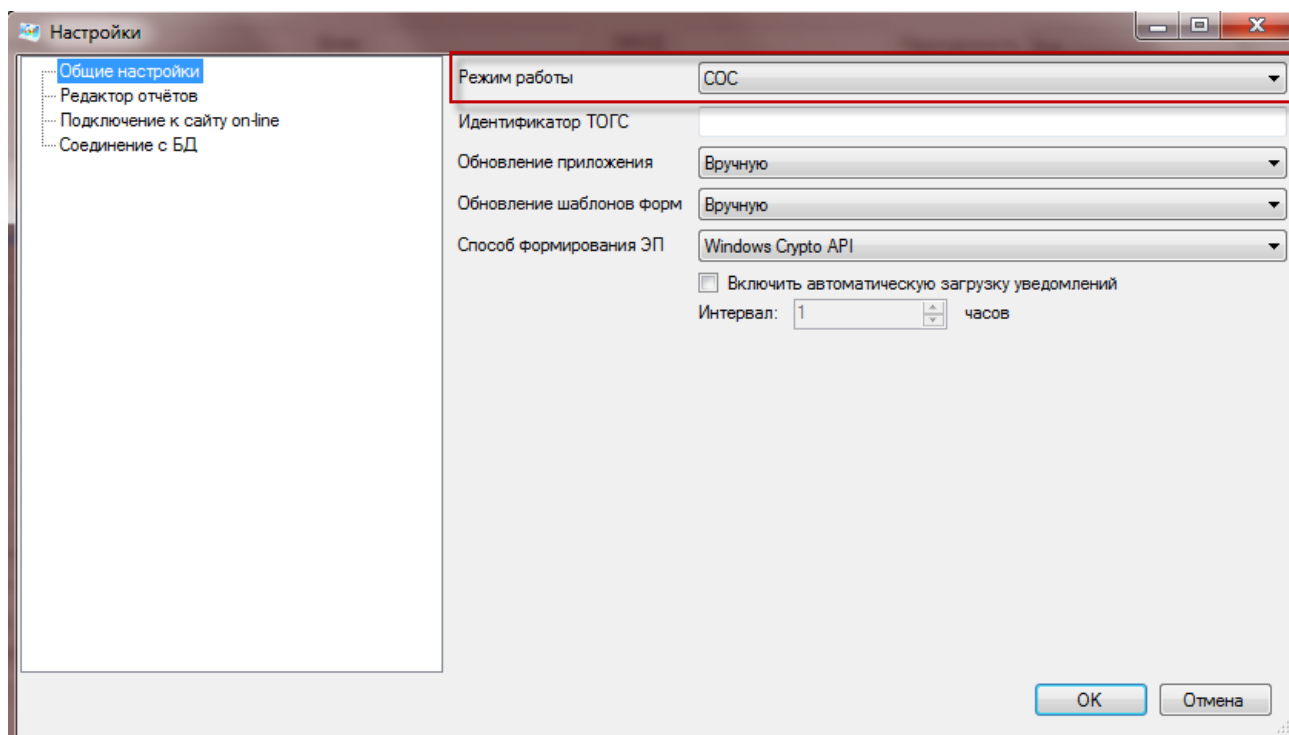 Настройки
Общие настройки
Редактор отчётов
Подключение к сайту on-line
Соединение с БД
Режим работы СОС
Идентификатор ТОГС
Обновление приложения Вручную
Обновление шаблонов форм Вручную
Способ формирования ЭП Windows Crypto API
Включить автоматическую загрузку уведомлений
Интервал: 1 часов
OK Отмена